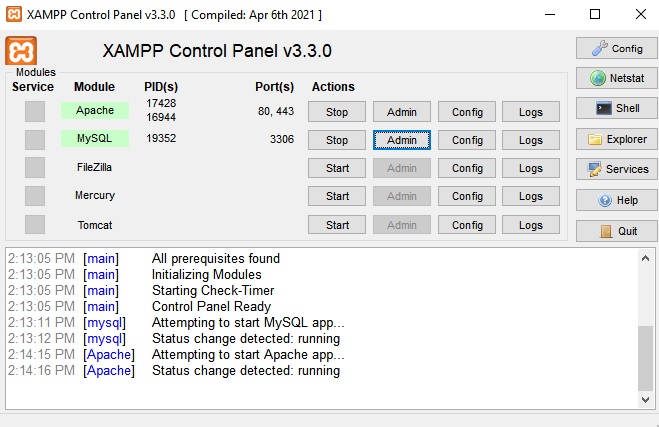 XAMPP Control Panel v3.3.0 [ Compiled: Apr 6th 2021 ]
XAMPP Control Panel v3.3.0
Config
Modules
Service Module PID(s) Port(s) Actions
Netstat
Apache 17428 16944 80, 443 Stop Admin Config Logs
Shell
MySQL 19352 3306 Stop Admin Config Logs
Explorer
FileZilla Start Admin Config Logs
Services
Mercury Start Admin Config Logs
Help
Tomcat Start Admin Config Logs
Quit
2:13:05 PM [main] All prerequisites found
2:13:05 PM [main] Initializing Modules
2:13:05 PM [main] Starting Check-Timer
2:13:05 PM [main] Control Panel Ready
2:13:11 PM [mysql] Attempting to start MySQL app...
2:13:12 PM [mysql] Status change detected: running
2:14:15 PM [Apache] Attempting to start Apache app...
2:14:16 PM [Apache] Status change detected: running